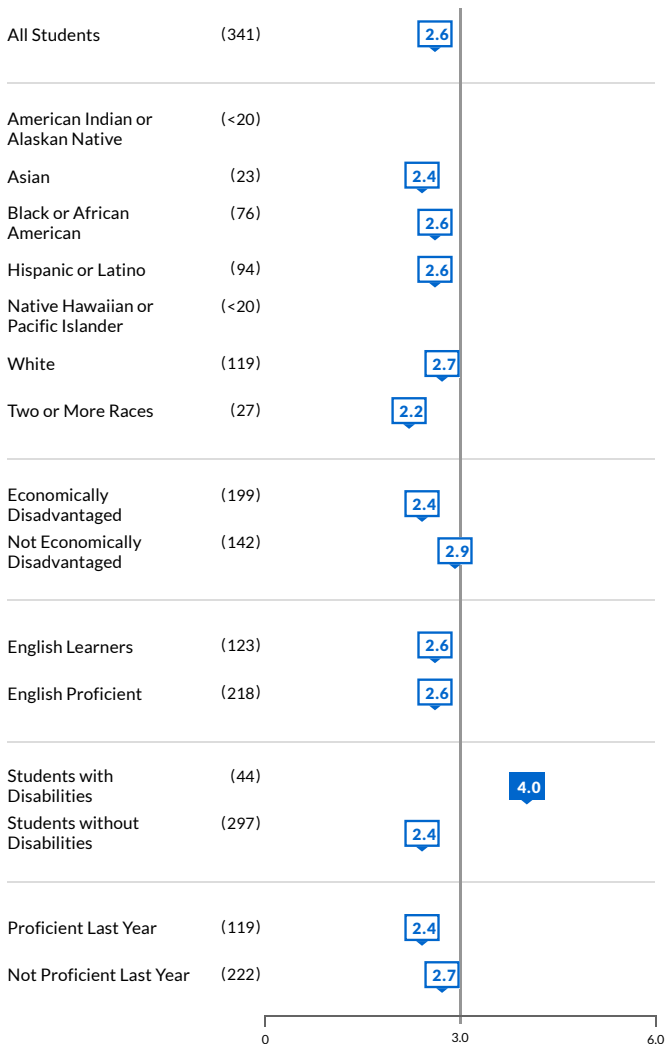 All Students (341) 2.6
American Indian or (<20)
Alaskan Native
Asian (23) 2.4
Black or African (76) 2.6
American
Hispanic or Latino (94) 2.6
Native Hawaiian or (<20)
Pacific Islander
White (119) 2.7
Two or More Races (27) 2.2
Economically (199) 2.4
Disadvantaged
Not Economically (142) 2.9
Disadvantaged
English Learners (123) 2.6
English Proficient (218) 2.6
Students with (44) 4.0
Disabilities
Students without (297) 2.4
Disabilities
Proficient Last Year (119) 2.4
Not Proficient Last Year (222) 2.7
0 3.0 6.0